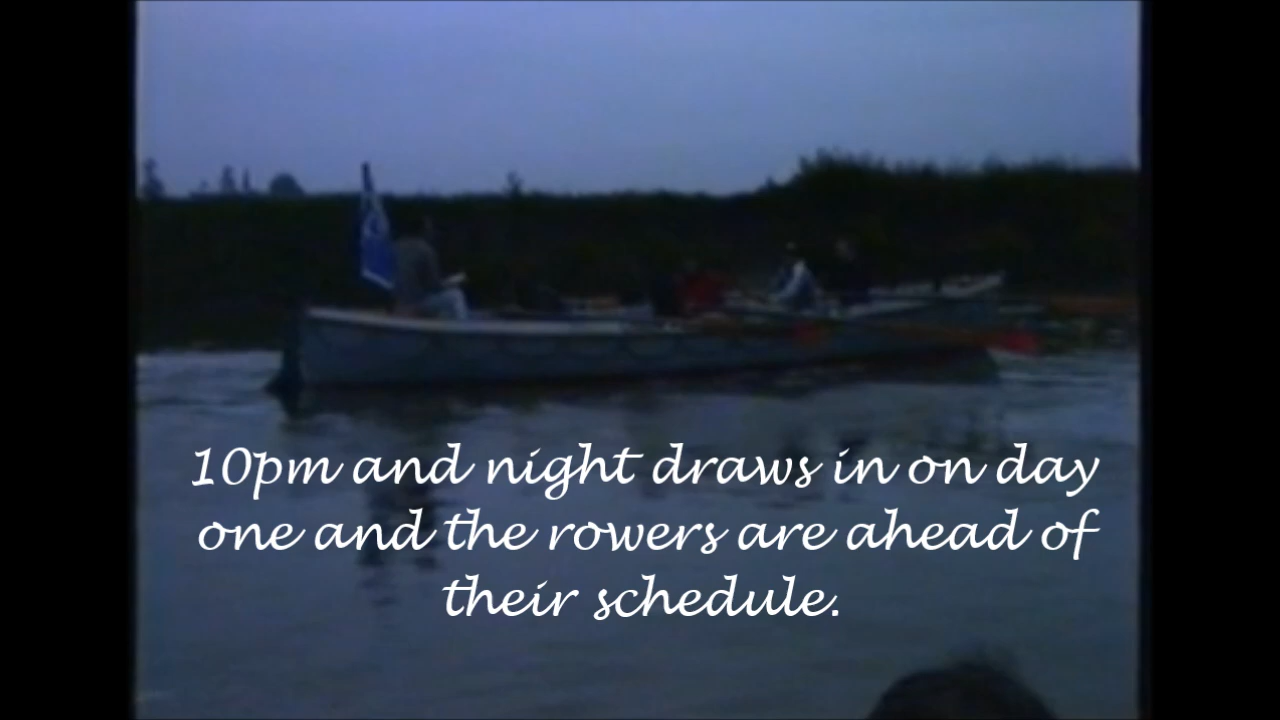 10pm and night draws in on day
one and the rowers are ahead of
their schedule.